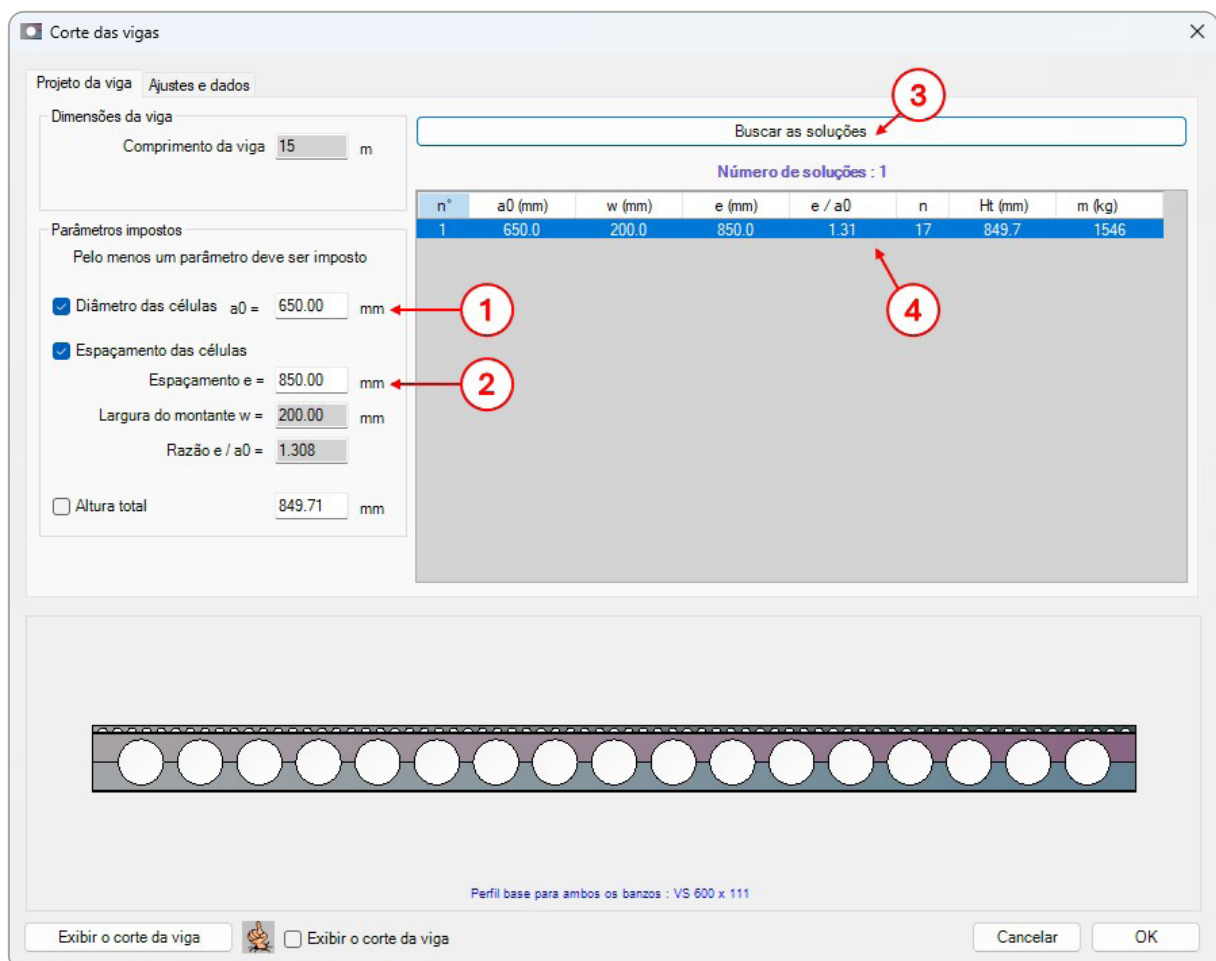 Corte das vigas
Projeto da viga
Ajustes e dados
Dimensões da viga
Comprimento da viga 15 m
Parâmetros impostos
Pelo menos um parâmetro deve ser imposto
Diâmetro das células a0 = 650.00 mm
1
Espaçamento das células
Espaçamento e = 850.00 mm
2
Largura do montante w = 200.00 mm
Razão e / a0 = 1.308
Altura total 849.71 mm
3
Buscar as soluções
Número de soluções : 1
n° a0 (mm) w (mm) e (mm) e / a0 n Ht (mm) m (kg)
1 650.0 200.0 850.0 1.31 17 849.7 1546
4
Perfil base para ambos os banzos : VS 600 x 111
Exibir o corte da viga
Exibir o corte da viga
Cancelar
OK